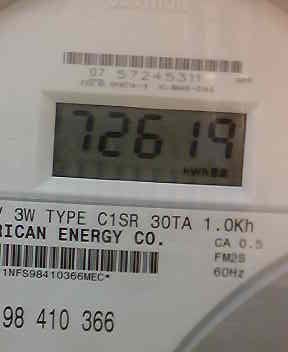 07 57245311
72619
kWh
V 3W TYPE C1SR 30TA 1.0Kh
RICAN ENERGY CO.
CA 0.5
FM2S
60Hz
1NFS98410366MEC*
98 410 366